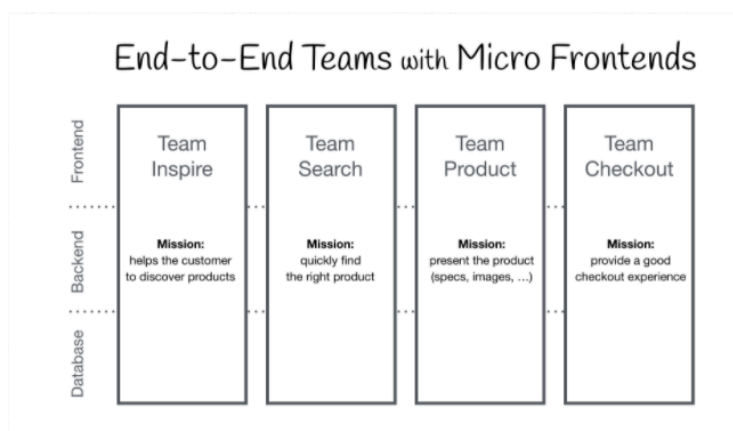 End-to-End Teams with Micro Frontends
Frontend
Team
Inspire
Team
Search
Team
Product
Team
Checkout
Backend
Mission:
helps the customer
to discover products
Mission:
quickly find
the right product
Mission:
present the product
(specs, images, ...)
Mission:
provide a good
checkout experience
Database